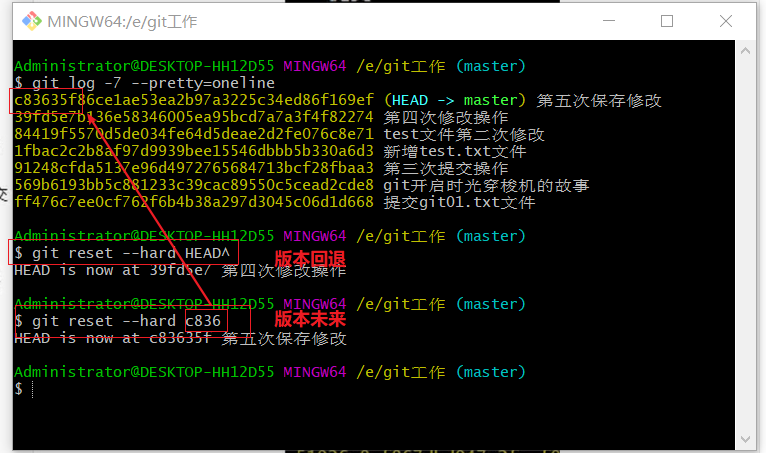 MINGW64:/e/git工作
Administrator@DESKTOP-HH12D55 MINGW64 /e/git工作 (master)
$ git log -7 --pretty=oneline
c83635f86ce1ae53ea2b97a3225c34ed86f169ef (HEAD -> master) 第五次保存修改
39fd5e7b136e58346005ea95bcd7a7a3f4f82274 第四次修改操作
84419f5570d5de034fe64d5deae2d2fe076c8e71 test文件第二次修改
1fbac2c2b8af97d9939bee15546dbbb5b330a6d3 新增test.txt文件
91248cfda5137e96d4972765684713bcf28fbaa3 第三次提交操作
569b6193bb5c881233c39cac89550c5cead2cde8 git开启时光穿梭机的故事
ff476c7ee0cf762f6b4b38a297d3045c06d1d668 提交git01.txt文件
Administrator@DESKTOP-HH12D55 MINGW64 /e/git工作 (master)
$ git reset --hard HEAD^ 版本回退
HEAD is now at 39fd5e7 第四次修改操作
Administrator@DESKTOP-HH12D55 MINGW64 /e/git工作 (master)
$ git reset --hard c836 版本未来
HEAD is now at c83635f 第五次保存修改
Administrator@DESKTOP-HH12D55 MINGW64 /e/git工作 (master)
$